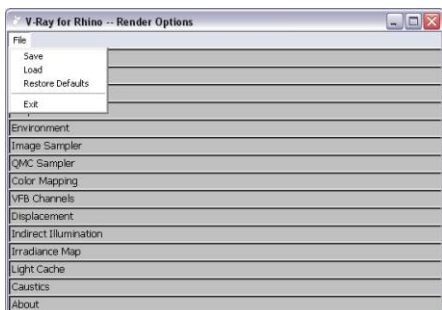 V-Ray for Rhino -- Render Options
File
Save
Load
Restore Defaults
Exit
Environment
Image Sampler
QMC Sampler
Color Mapping
VFB Channels
Displacement
Indirect Illumination
Irradiance Map
Light Cache
Caustics
About